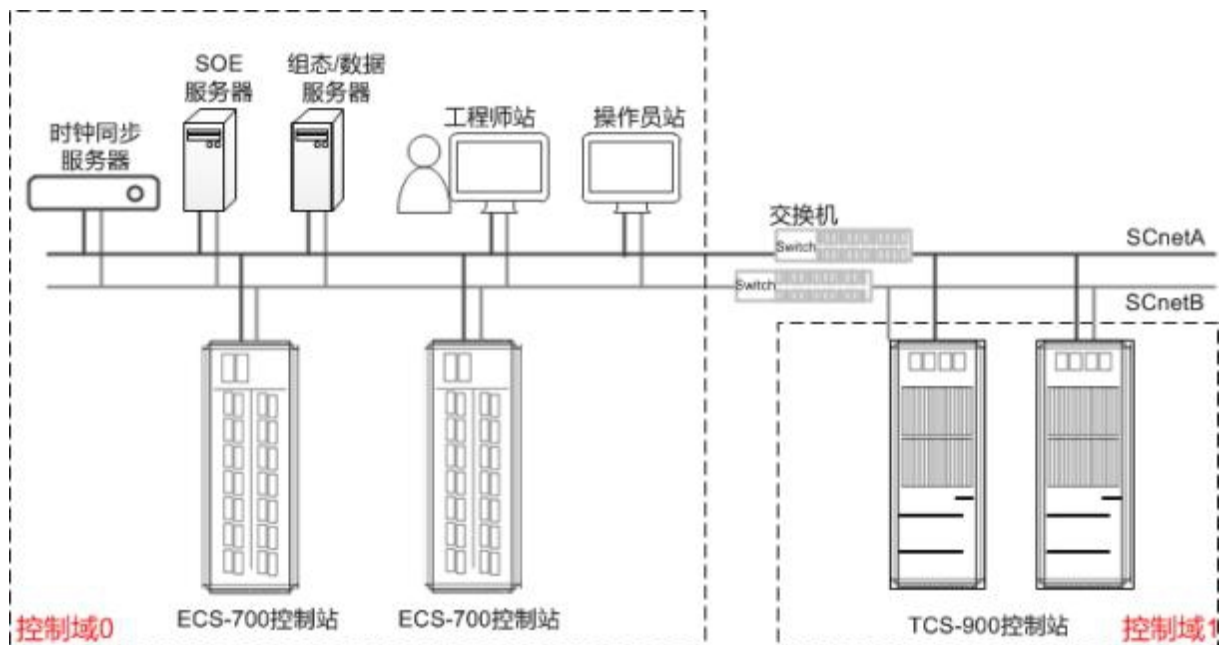 SOE
服务器
组态/数据
服务器
时钟同步
服务器
工程师站
操作员站
交换机
Switch
SCnetA
Switch
SCnetB
ECS-700控制站
ECS-700控制站
TCS-900控制站
控制域0
控制域1